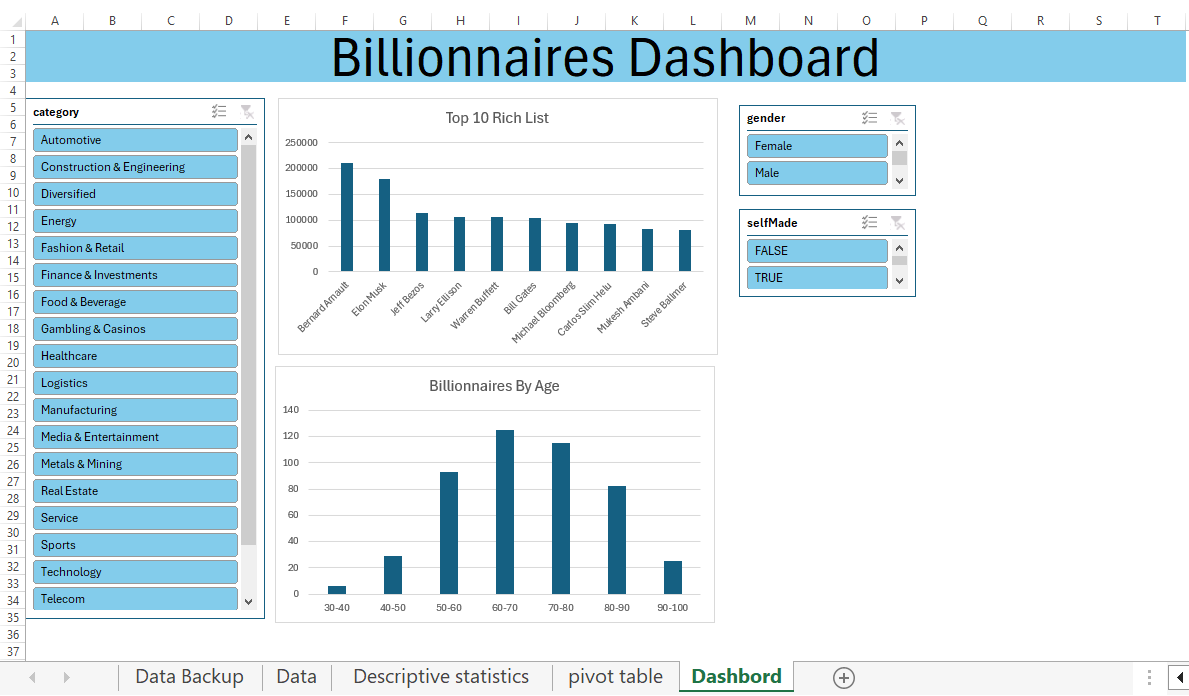 A B C D E F G H I J K L M N O P Q R S T
1
2
3
4
5
6
7
8
9
10
11
12
13
14
15
16
17
18
19
20
21
22
23
24
25
26
27
28
29
30
31
32
33
34
35
36
37
Billionnaires Dashboard
category
Automotive
Construction & Engineering
Diversified
Energy
Fashion & Retail
Finance & Investments
Food & Beverage
Gambling & Casinos
Healthcare
Logistics
Manufacturing
Media & Entertainment
Metals & Mining
Real Estate
Service
Sports
Technology
Telecom
Top 10 Rich List
250000
200000
150000
100000
50000
0
Bernard Arnault
Elon Musk
Jeff Bezos
Larry Ellison
Warren Buffett
Bill Gates
Michael Bloomberg
Carlos Slim Helu
Mukesh Ambani
Steve Ballmer
Billionnaires By Age
140
120
100
80
60
40
20
0
30-40 40-50 50-60 60-70 70-80 80-90 90-100
gender
Female
Male
selfMade
FALSE
TRUE
Data Backup Data Descriptive statistics pivot table Dashbord